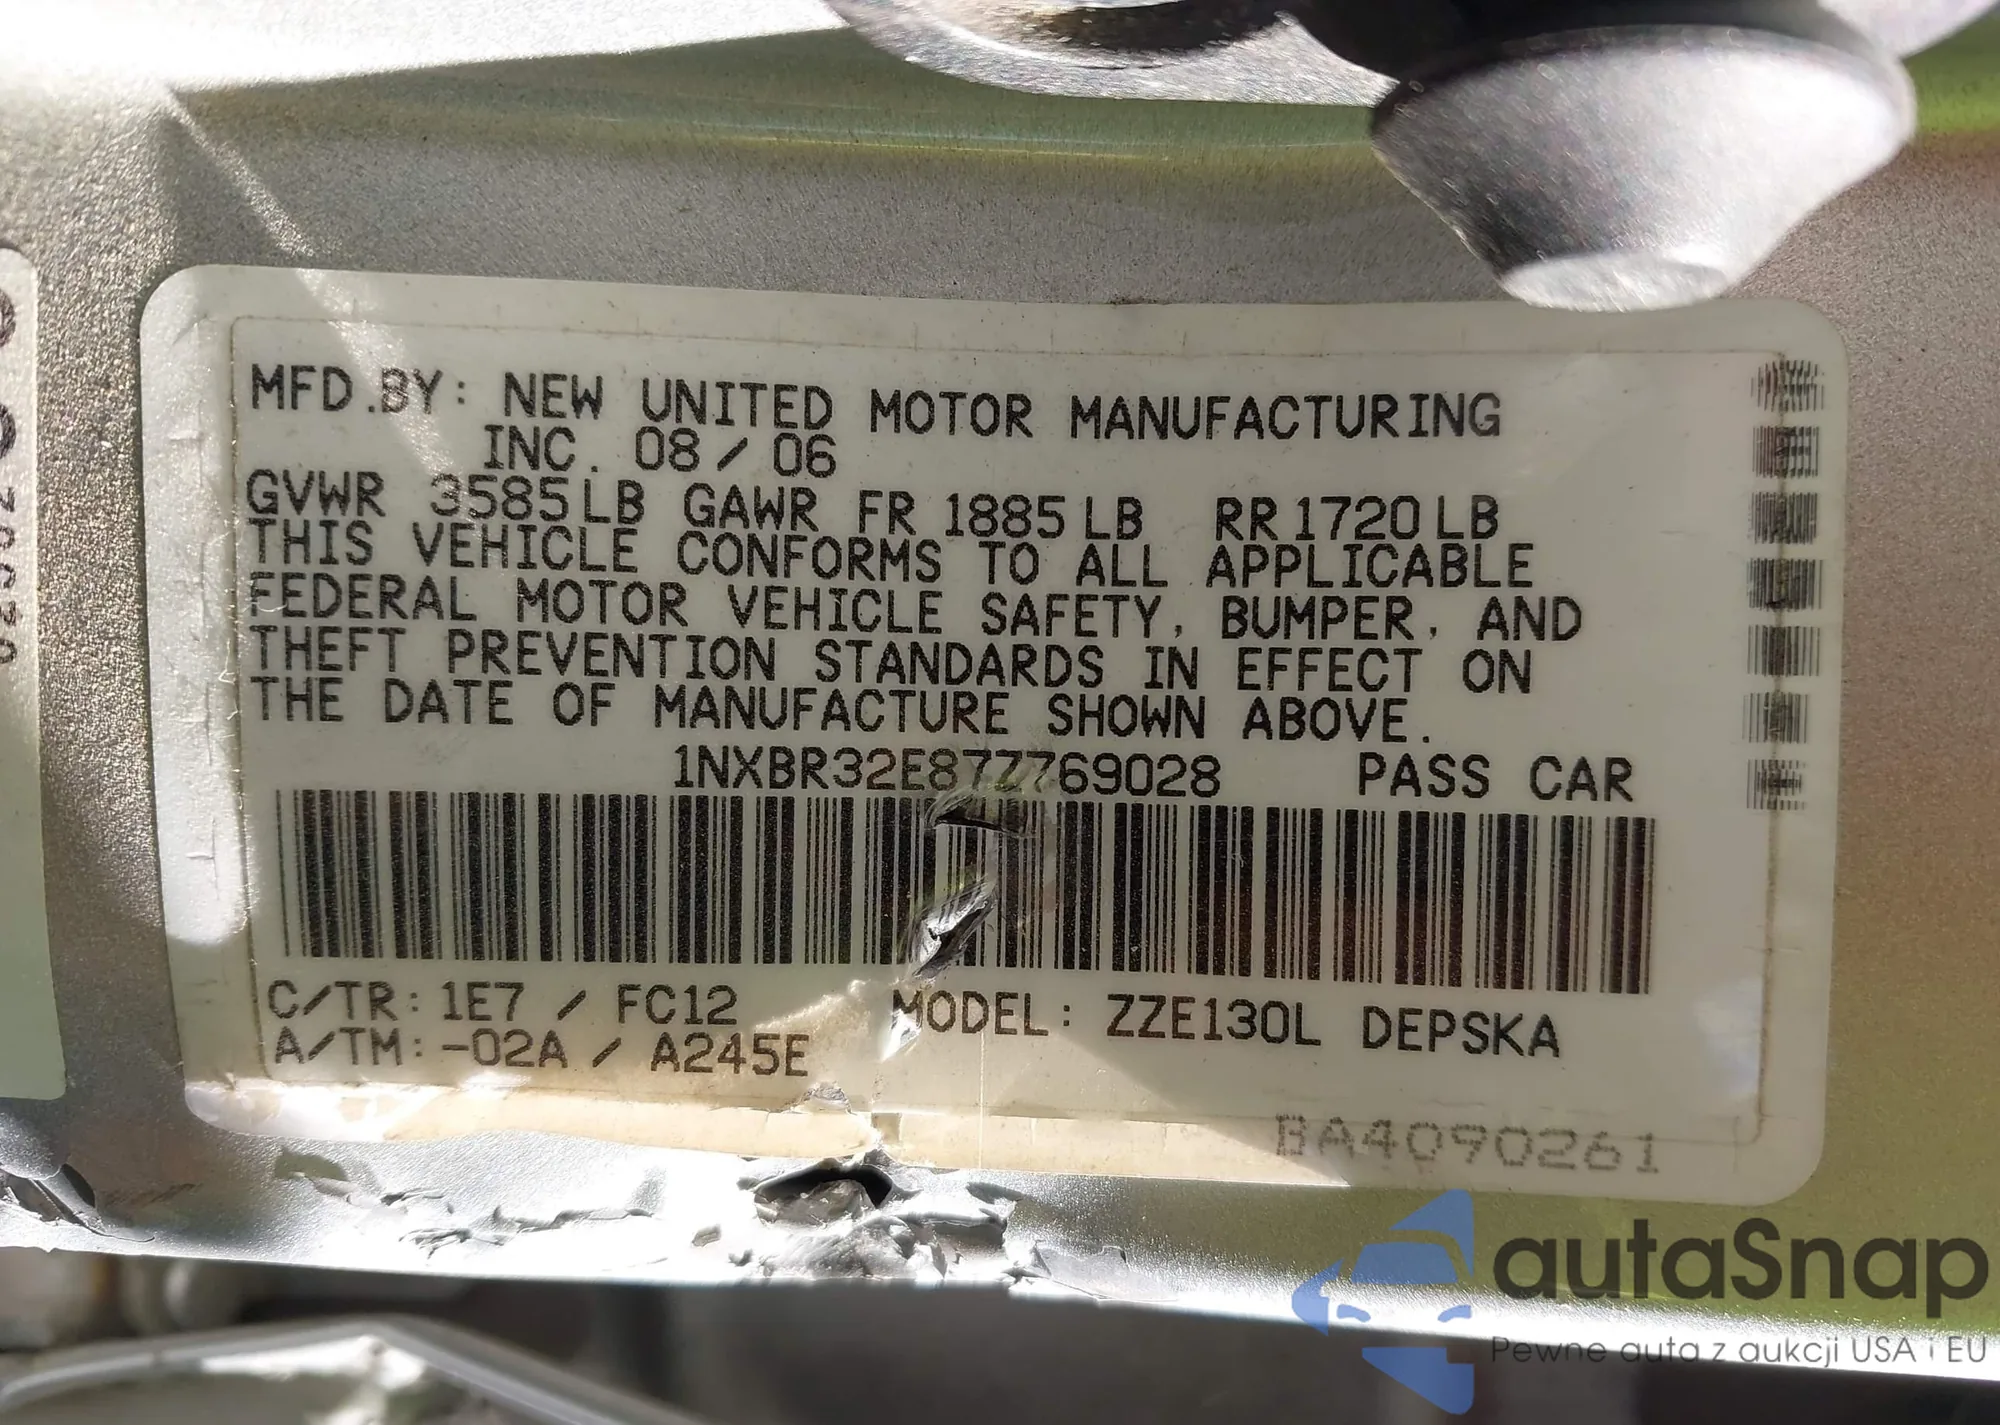 MFD.BY: NEW UNITED MOTOR MANUFACTURING
INC. 08/06
GVWR 3585LB GAWR FR 1885LB RR 1720LB
THIS VEHICLE CONFORMS TO ALL APPLICABLE
FEDERAL MOTOR VEHICLE SAFETY, BUMPER, AND
THEFT PREVENTION STANDARDS IN EFFECT ON
THE DATE OF MANUFACTURE SHOWN ABOVE.
1NXBR32E87Z769028 PASS CAR
C/TR: 1E7 / FC12 MODEL: ZZE130L DEPSKA
A/TM: -02A / A245E
BA4090261
autaSnap
Pewne auta z aukcji USA i EU